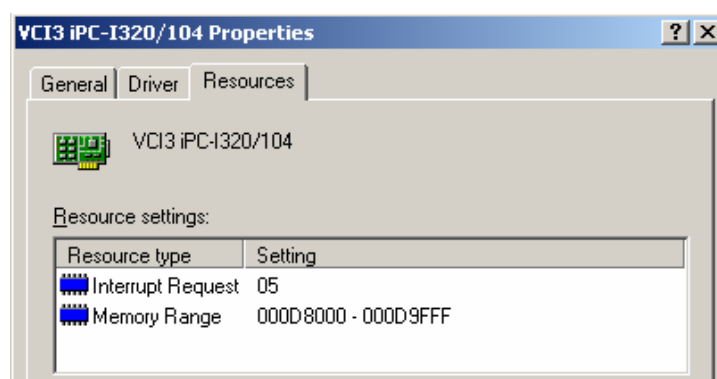 VCI3 iPC-I320/104 Properties ? X
General Driver Resources
VCI3 iPC-I320/104
Resource settings:
Resource type Setting
Interrupt Request 05
Memory Range 000D8000 - 000D9FFF